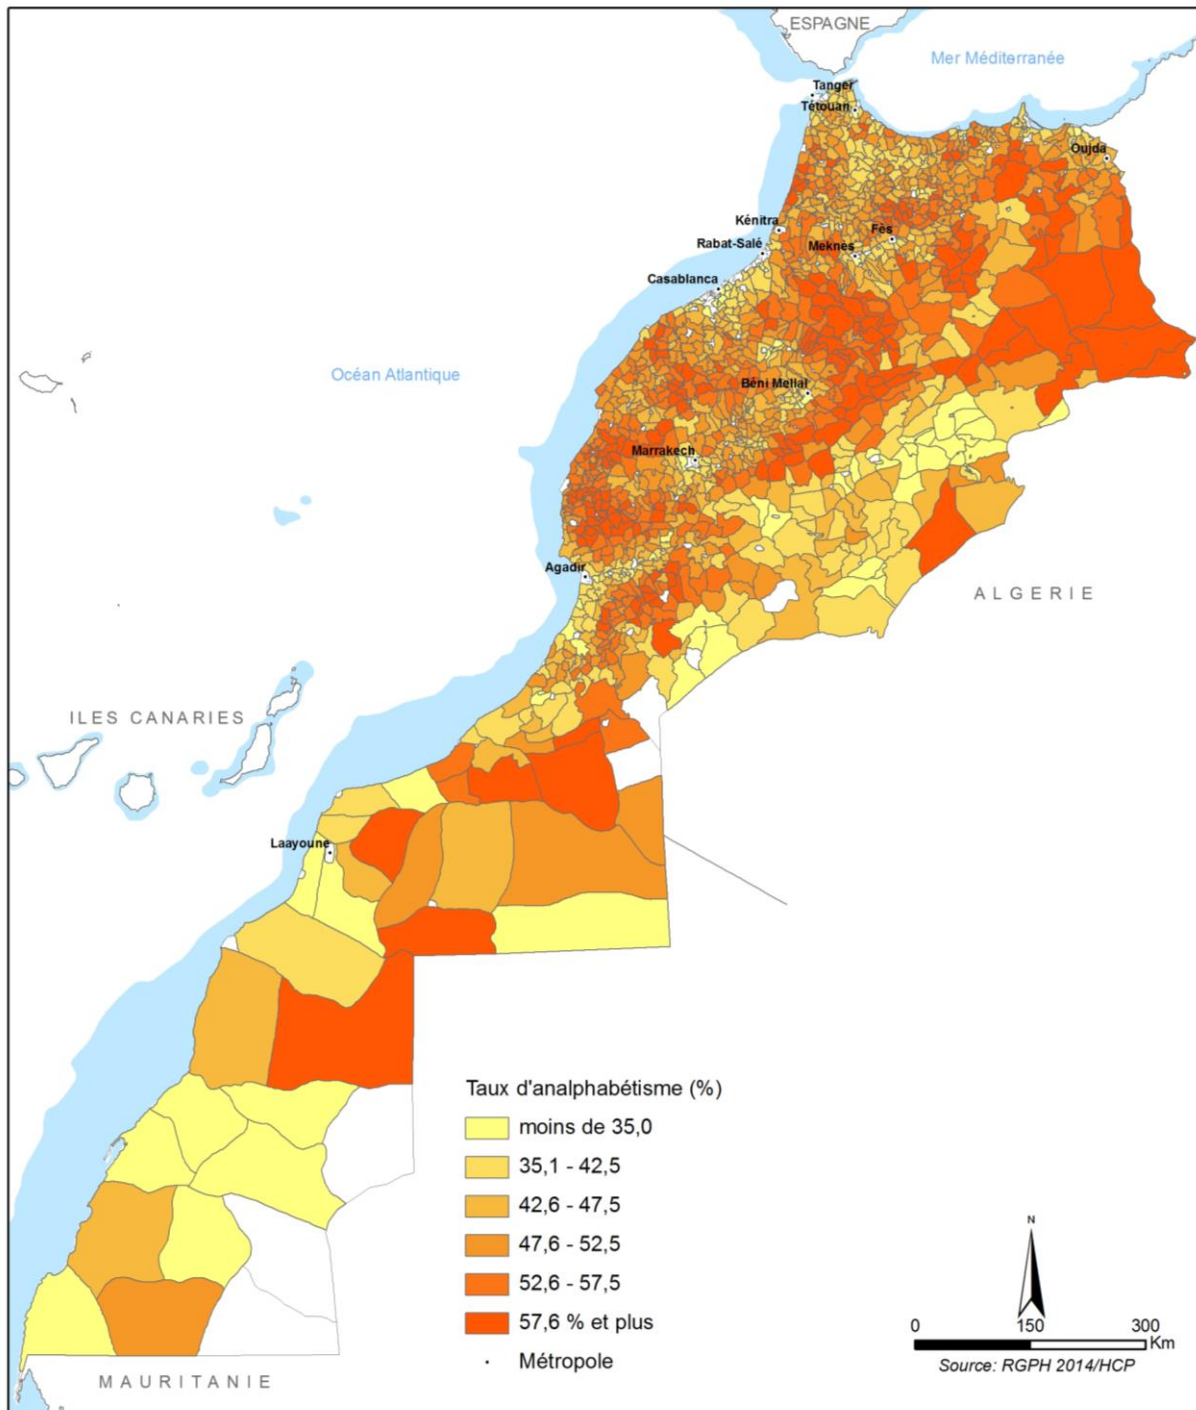 ESPAGNE
Mer Méditerranée
Tanger
Tétouan
Oujda
Kénitra
Fès
Rabat-Salé
Meknès
Casablanca
Océan Atlantique
Béni Mellal
Marrakech
Agadir
ALGERIE
ILES CANARIES
Laayoune
Taux d'analphabétisme (%)
moins de 35,0
35,1 - 42,5
42,6 - 47,5
47,6 - 52,5
52,6 - 57,5
57,6 % et plus
Métropole
N
0 150 300
Km
Source: RGPH 2014/HCP
MAURITANIE